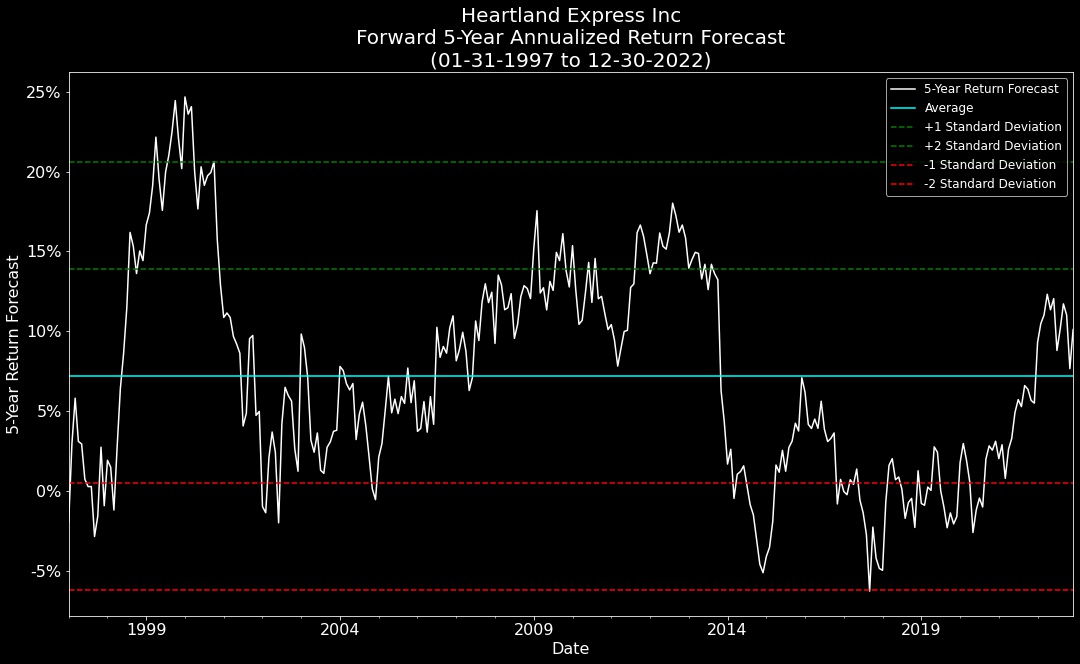 Heartland Express Inc
Forward 5-Year Annualized Return Forecast
(01-31-1997 to 12-30-2022)
5-Year Return Forecast
Average
+1 Standard Deviation
+2 Standard Deviation
-1 Standard Deviation
-2 Standard Deviation
5-Year Return Forecast
25%
20%
15%
10%
5%
0%
-5%
1999 2004 2009 2014 2019
Date